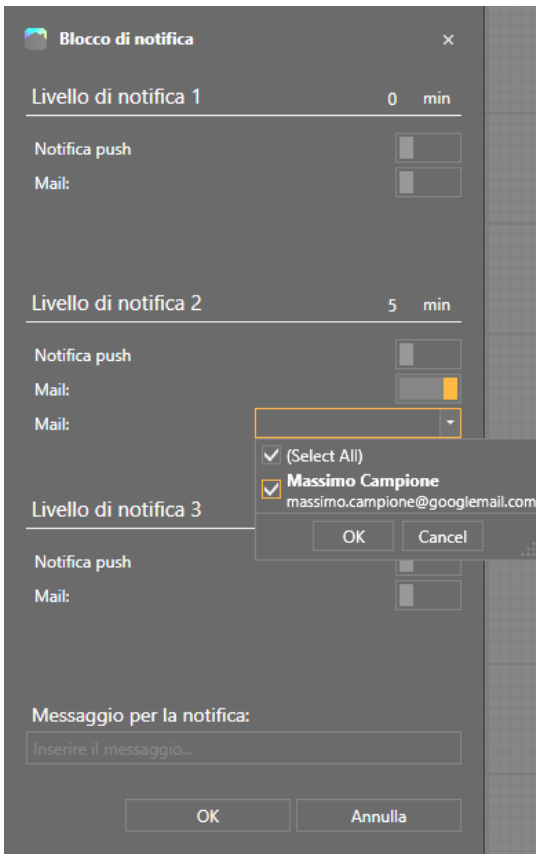 Blocco di notifica ×
Livello di notifica 1 0 min
Notifica push
Mail:
Livello di notifica 2 5 min
Notifica push
Mail:
Mail:
(Select All)
Massimo Campione
massimo.campione@googlemail.com
OK Cancel
Livello di notifica 3
Notifica push
Mail:
Messaggio per la notifica:
Inserire il messaggio...
OK Annulla